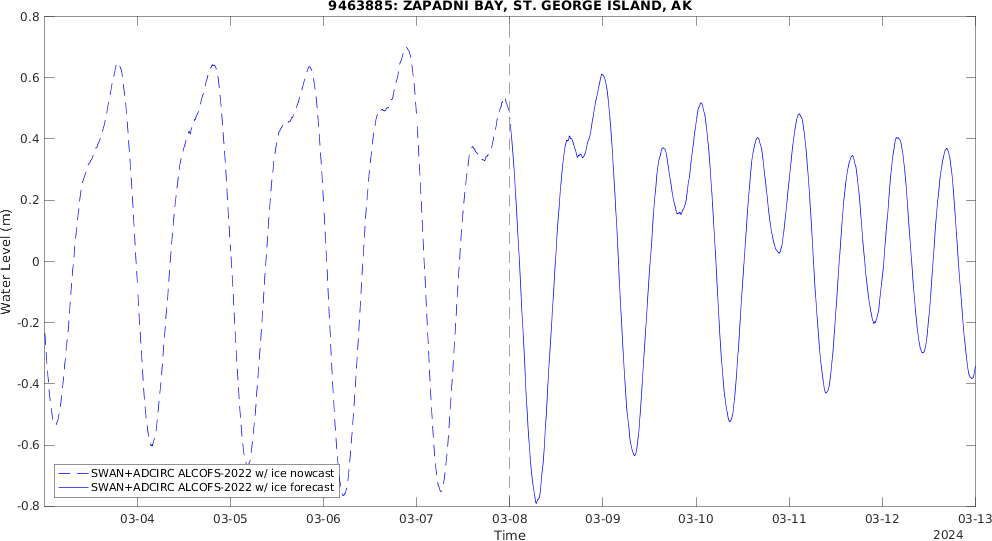 9463885: ZAPADNI BAY, ST. GEORGE ISLAND, AK
0.8
0.6
0.4
0.2
0
-0.2
-0.4
-0.6
-0.8
Water Level (m)
SWAN+ADCIRC ALCOFS-2022 w/ ice nowcast
SWAN+ADCIRC ALCOFS-2022 w/ ice forecast
03-04 03-05 03-06 03-07 03-08 03-09 03-10 03-11 03-12 03-13
Time
2024